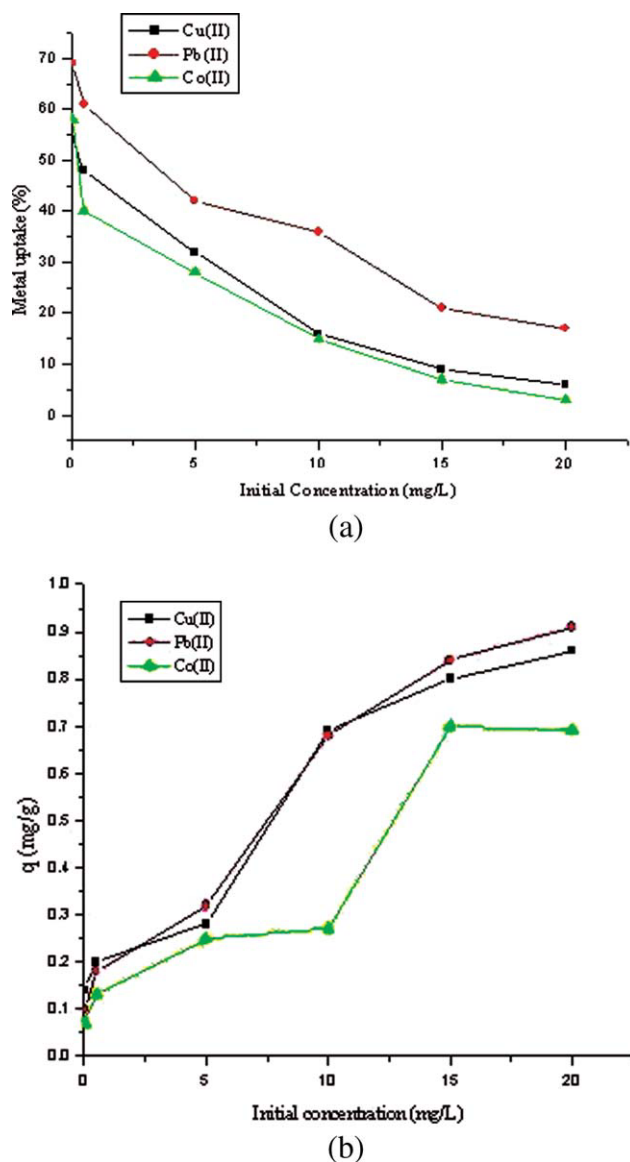 Cu(II)
Pb(II)
Co(II)
70
60
50
40
30
20
10
0
Metal uptake (%)
0 5 10 15 20
Initial Concentration (mg/L)
(a)
1.0
0.9
0.8
0.7
0.6
0.5
0.4
0.3
0.2
0.1
0.0
Cu(II)
Pb(II)
Co(II)
q (mg/g)
0 5 10 15 20
Initial concentration (mg/L)
(b)